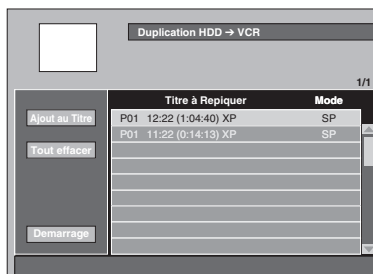 Duplication HDD → VCR
1/1
Titre à Repiquer Mode
Ajout au Titre
P01 12:22 (1:04:40) XP SP
P01 11:22 (0:14:13) XP SP
Tout effacer
Demarrage